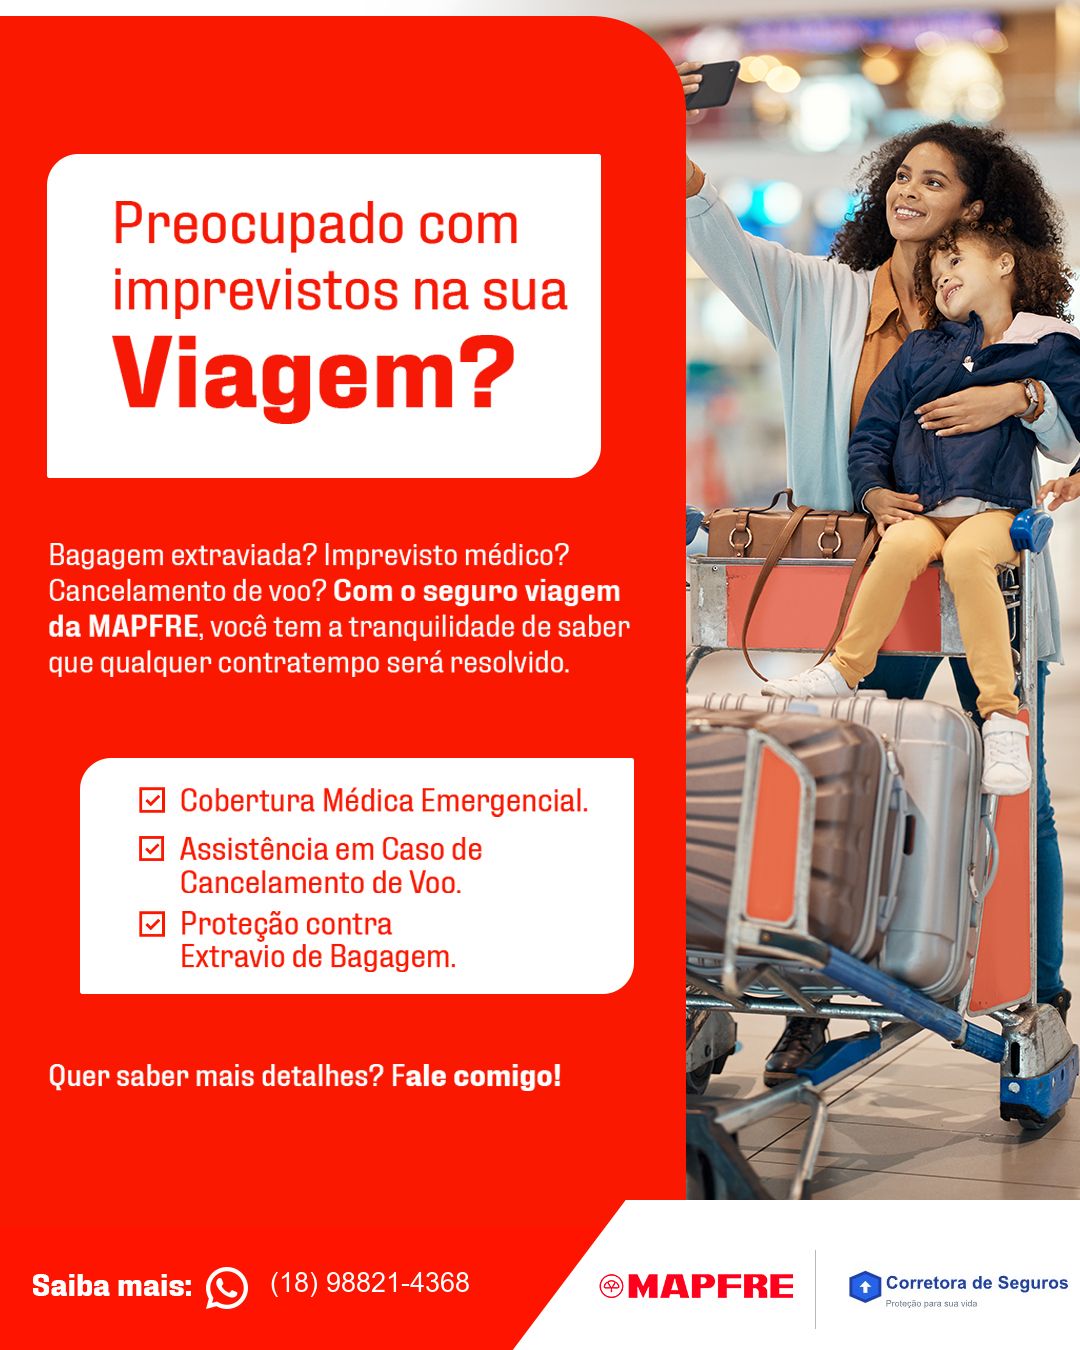 Preocupado com
imprevistos na sua
Viagem?
Bagagem extraviada? Imprevisto médico?
Cancelamento de voo? Com o seguro viagem
da MAPFRE, você tem a tranquilidade de saber
que qualquer contratempo será resolvido.
Cobertura Médica Emergencial.
Assistência em Caso de
Cancelamento de Voo.
Proteção contra
Extravio de Bagagem.
Quer saber mais detalhes? Fale comigo!
Saiba mais: (18) 98821-4368
MAPFRE
Corretora de Seguros
Proteção para sua vida